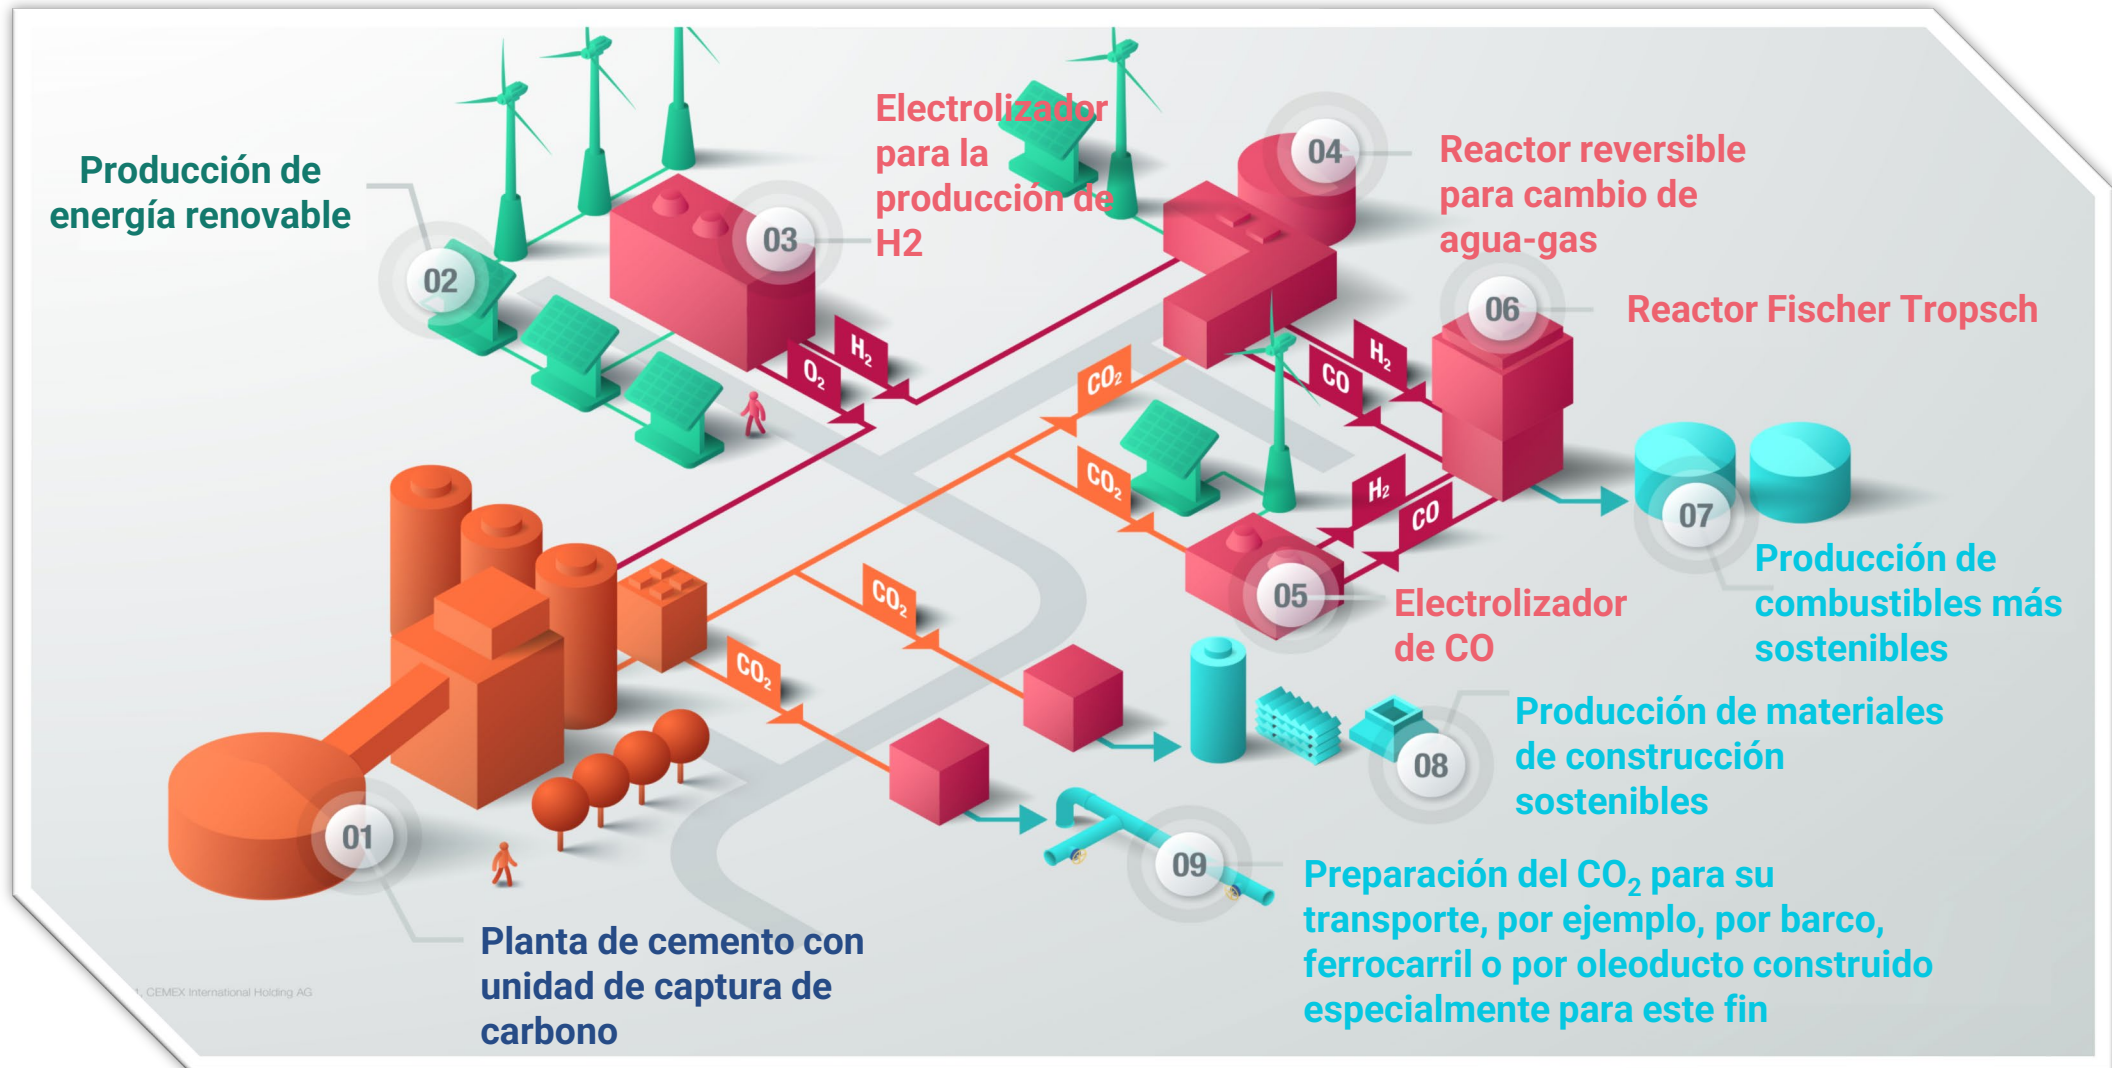 Producción de
energía renovable
02
Electrolizador
para la
producción de
H2
03
04
Reactor reversible
para cambio de
agua-gas
06
Reactor Fischer Tropsch
H₂
O₂
CO₂
H₂
CO
CO₂
H₂
CO
07
Producción de
combustibles más
sostenibles
05
Electrolizador
de CO
CO₂
CO₂
08
Producción de materiales
de construcción
sostenibles
09
Preparación del CO₂ para su
transporte, por ejemplo, por barco,
ferrocarril o por oleoducto construido
especialmente para este fin
01
Planta de cemento con
unidad de captura de
carbono
CEMEX International Holding AG